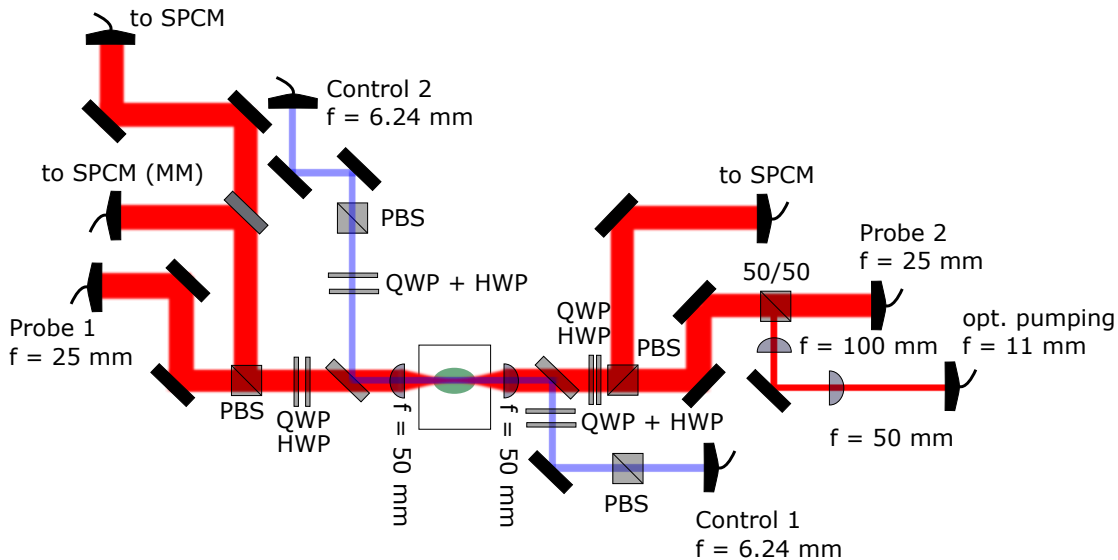 to SPCM
Control 2
f = 6.24 mm
to SPCM (MM)
PBS
to SPCM
Probe 2
f = 25 mm
50/50
QWP + HWP
QWP
HWP
Probe 1
f = 25 mm
PBS
f = 100 mm
opt. pumping
f = 11 mm
PBS
QWP
HWP
QWP + HWP
f = 50 mm
f = 50 mm
f = 50 mm
PBS
Control 1
f = 6.24 mm